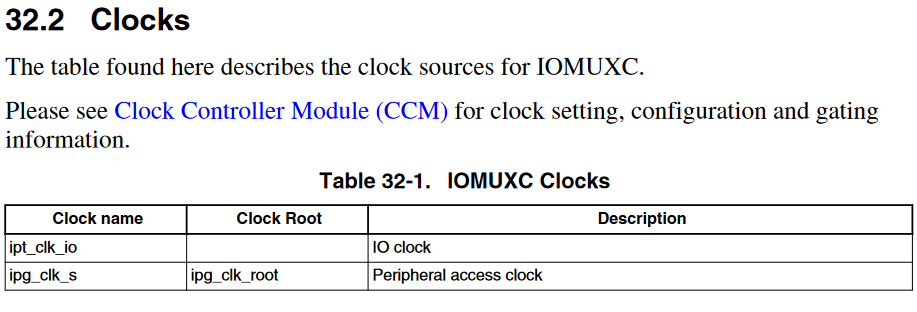 32.2 Clocks
The table found here describes the clock sources for IOMUXC.
Please see Clock Controller Module (CCM) for clock setting, configuration and gating
information.
Table 32-1. IOMUXC Clocks
Clock name Clock Root Description
ipt_clk_io IO clock
ipg_clk_s ipg_clk_root Peripheral access clock